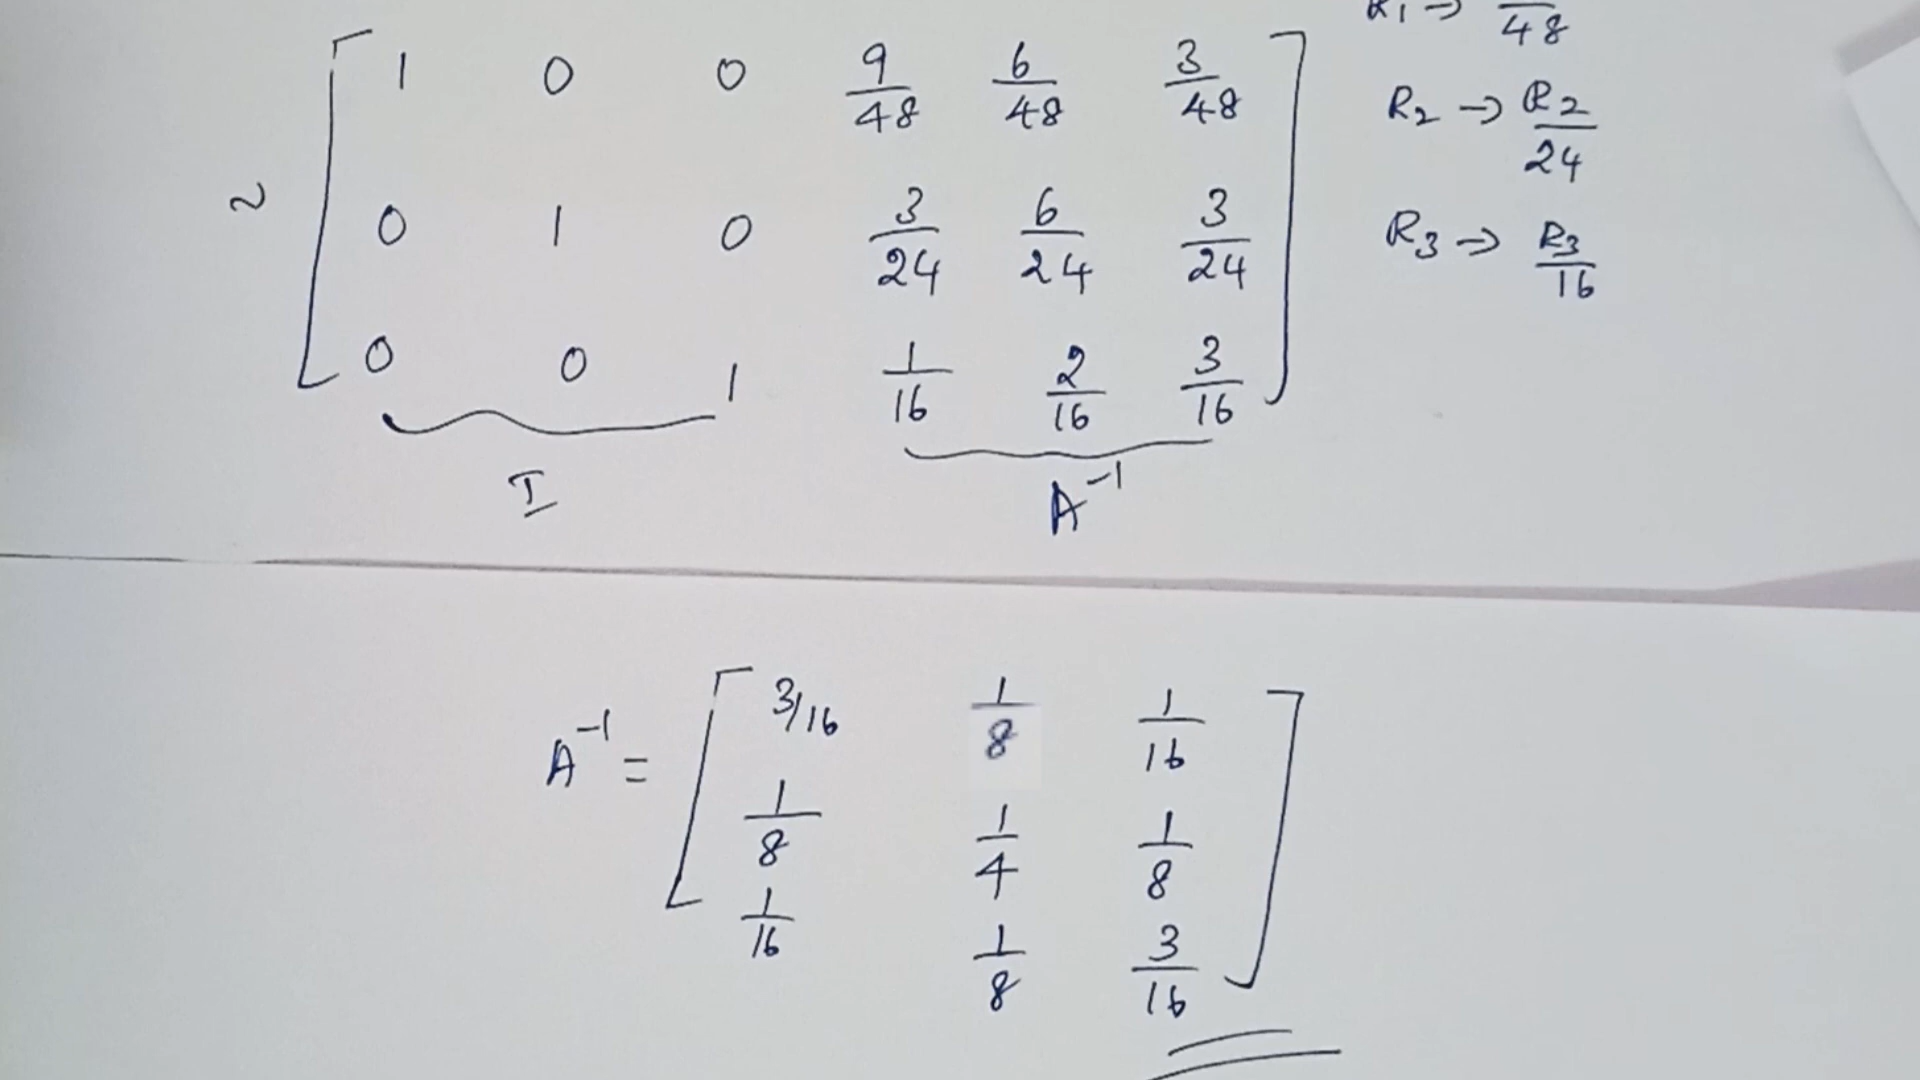 R₁ → /48
~ [ 1 0 0 9/48 6/48 3/48 ]
R₂ → R₂/24
0 1 0 3/24 6/24 3/24
R₃ → R₃/16
0 0 1 1/16 2/16 3/16
I A⁻¹
A⁻¹ = [ 3/16 1/8 1/16 ]
1/8 1/4 1/8
1/16 1/8 3/16